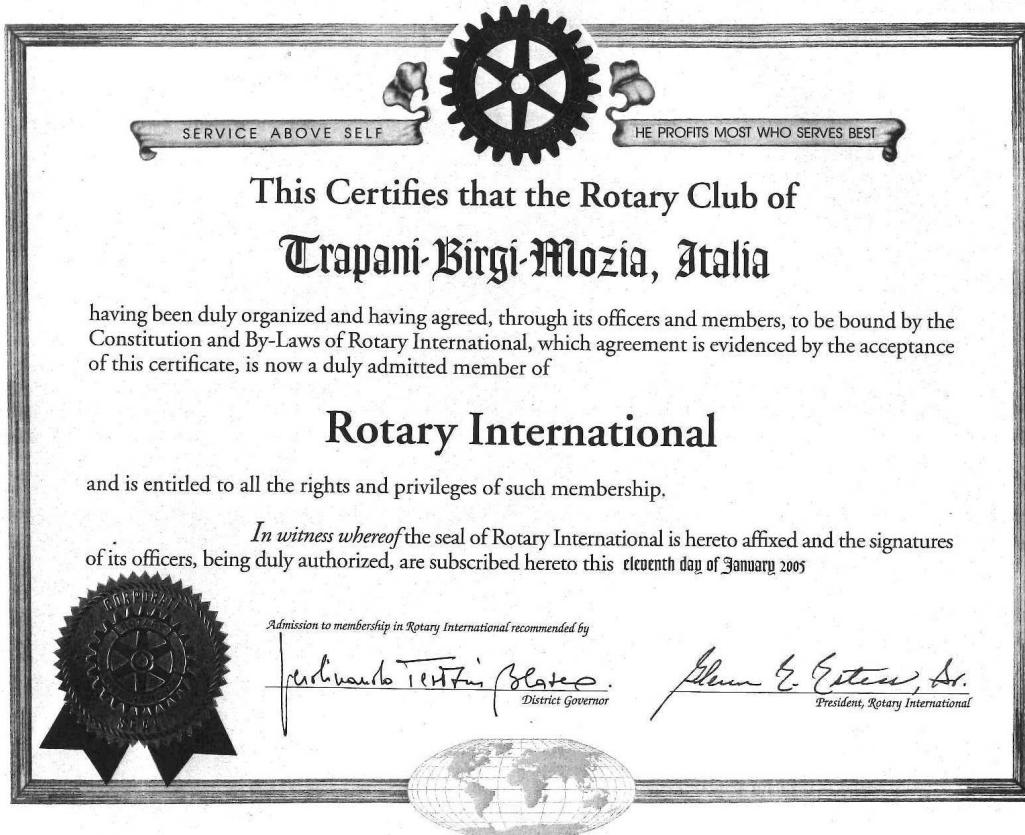 SERVICE ABOVE SELF
HE PROFITS MOST WHO SERVES BEST
This Certifies that the Rotary Club of
Trapani-Birgi-Mozia, Italia
having been duly organized and having agreed, through its officers and members, to be bound by the
Constitution and By-Laws of Rotary International, which agreement is evidenced by the acceptance
of this certificate, is now a duly admitted member of
Rotary International
and is entitled to all the rights and privileges of such membership.
In witness whereof the seal of Rotary International is hereto affixed and the signatures
of its officers, being duly authorized, are subscribed hereto this eleventh day of January 2005
CORPORATE
SEAL
Admission to membership in Rotary International recommended by
Glenn E. Estess, Sr.
District Governor
President, Rotary International